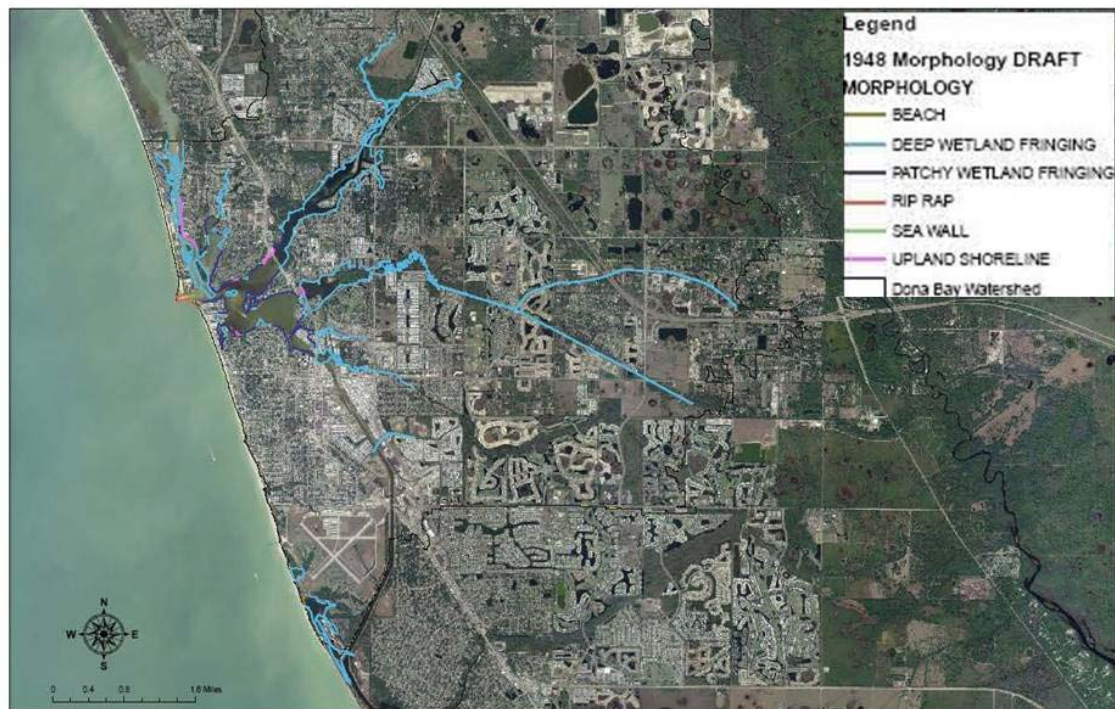 Legend
1948 Morphology DRAFT
MORPHOLOGY
BEACH
DEEP WETLAND FRINGING
PATCHY WETLAND FRINGING
RIP RAP
SEA WALL
UPLAND SHORELINE
Dona Bay Watershed
N
W E
S
0 0.4 0.8 1.6 Miles